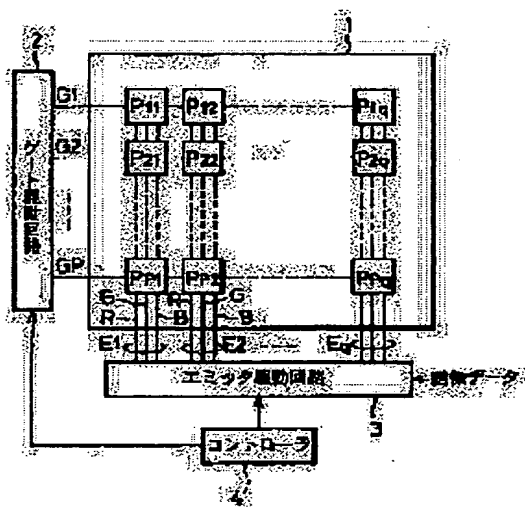 1
2
G1
P11
P12
P1q
G2
P21
P22
P2q
ゲート駆動回路
GP
PP1
PP2
PPq
G
R
G
R
B
B
E1
E2
Eq
エミッタ駆動回路
画像データ
3
コントローラ
4